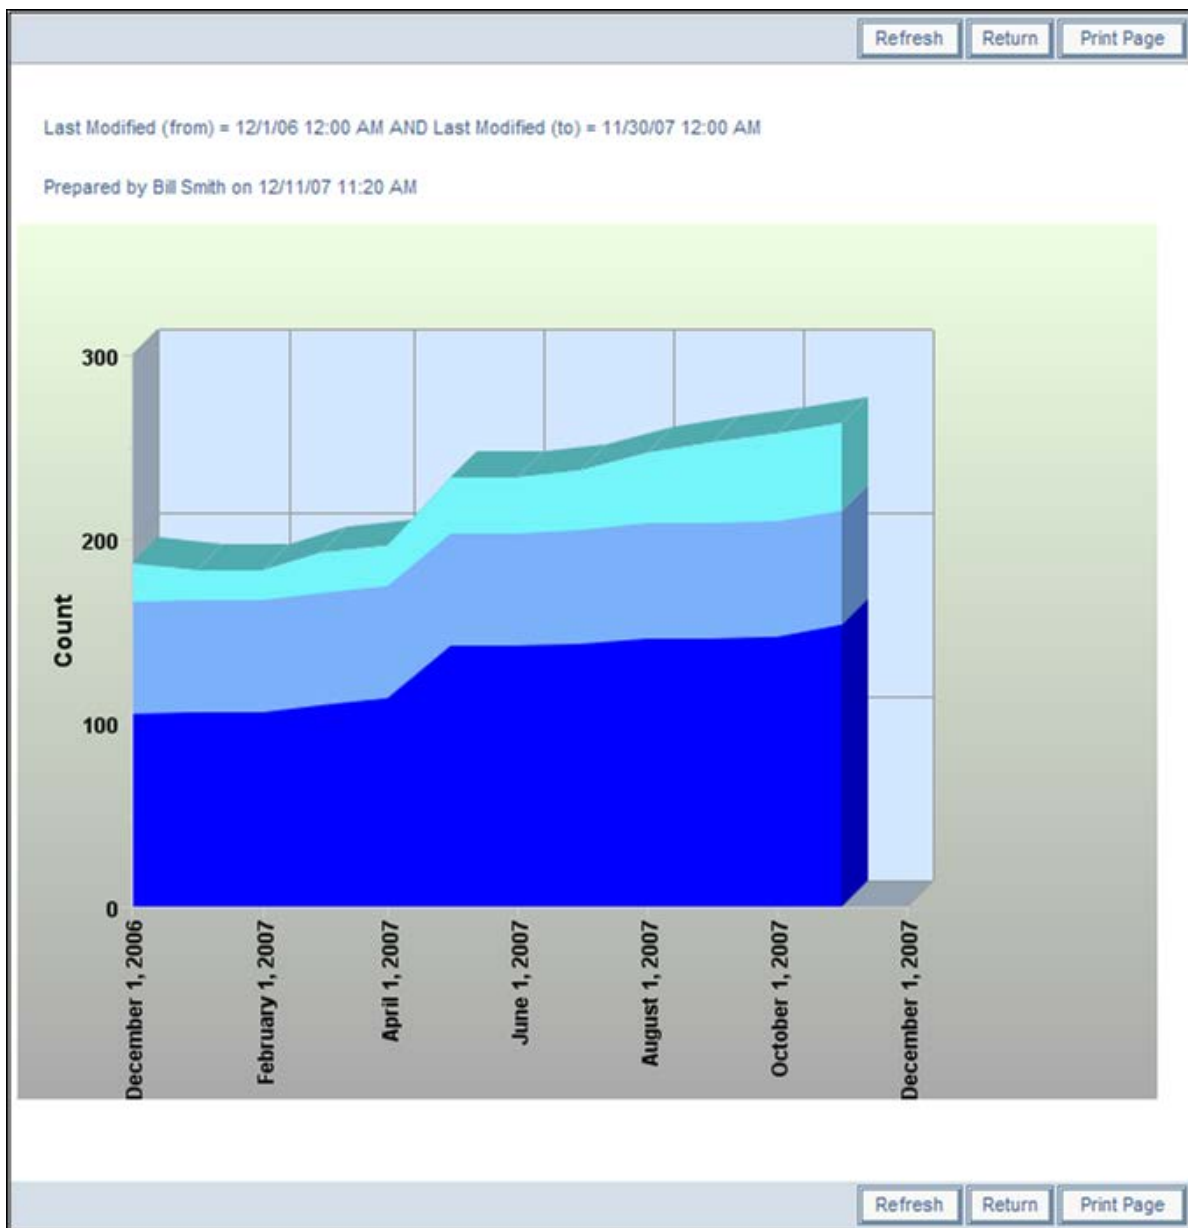 Refresh Return Print Page
Last Modified (from) = 12/1/06 12:00 AM AND Last Modified (to) = 11/30/07 12:00 AM
Prepared by Bill Smith on 12/11/07 11:20 AM
300
200
100
0
Count
December 1, 2006
February 1, 2007
April 1, 2007
June 1, 2007
August 1, 2007
October 1, 2007
December 1, 2007
Refresh Return Print Page